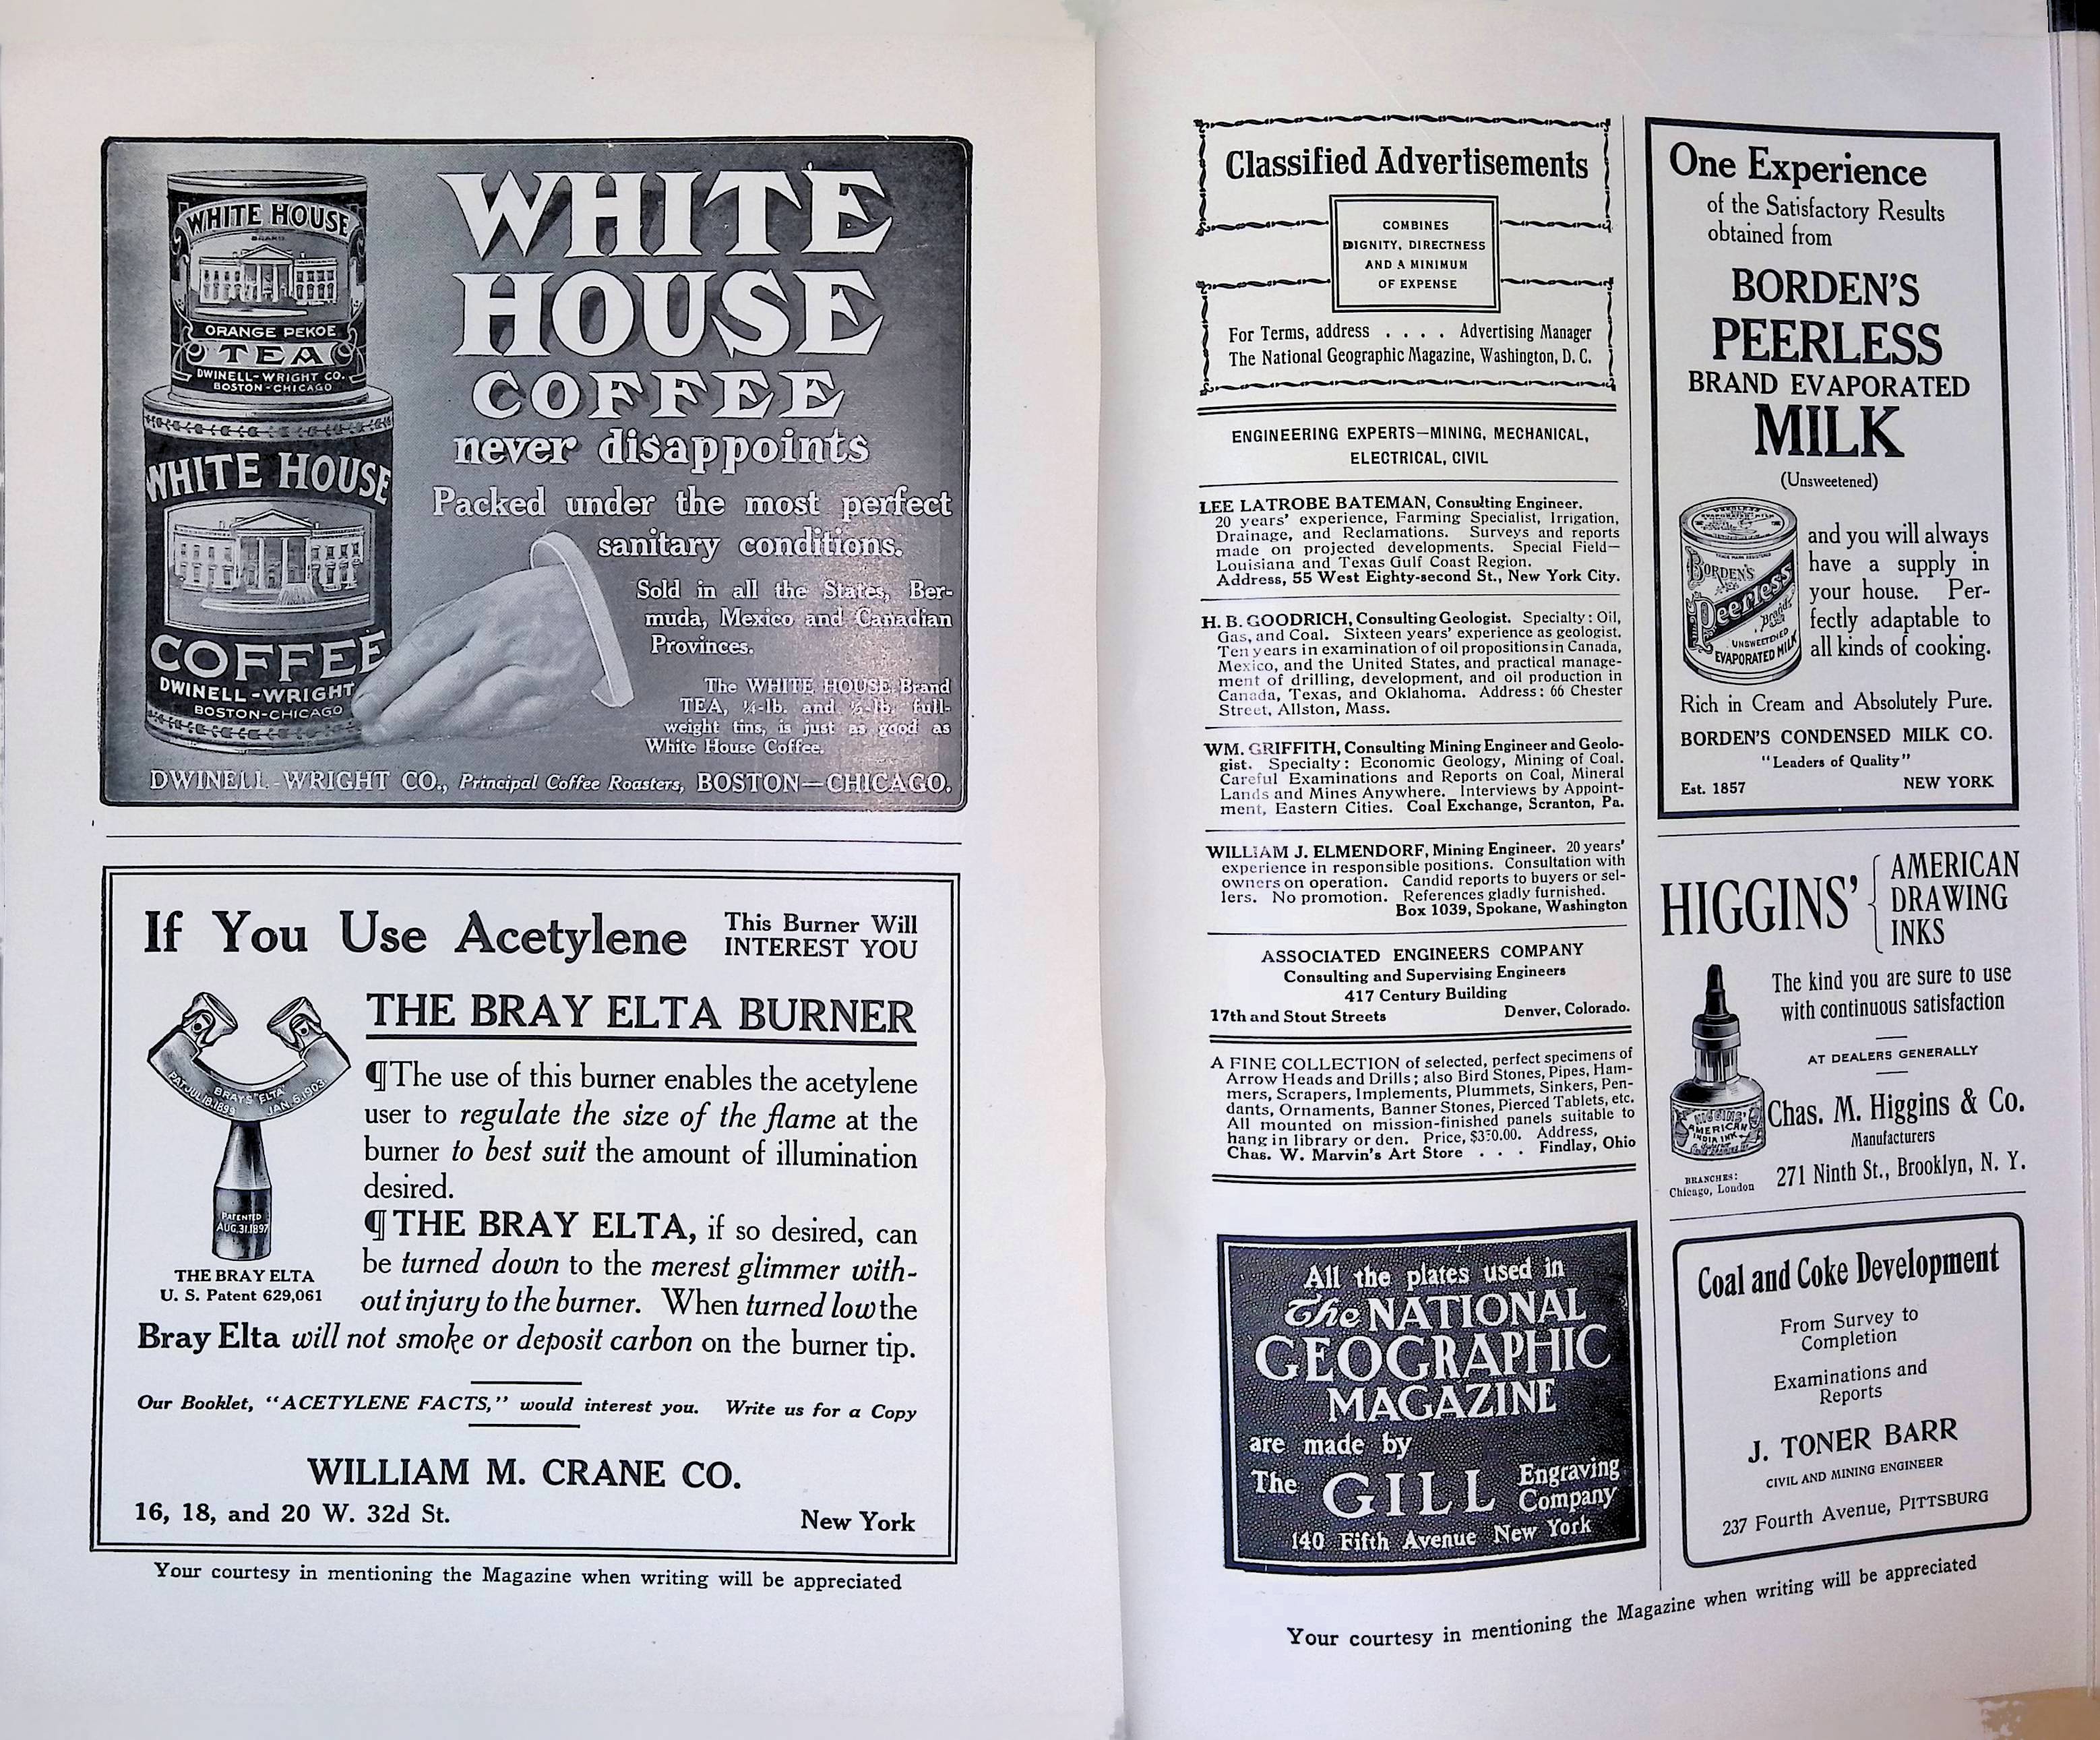 WHITE HOUSE
BRAND
ORANGE PEKOE
TEA
DWINELL-WRIGHT CO.
BOSTON-CHICAGO
WHITE HOUSE
COFFEE
DWINELL-WRIGHT
BOSTON-CHICAGO
WHITE
HOUSE
COFFEE
never disappoints
Packed under the most perfect
sanitary conditions.
Sold in all the States, Ber-
muda, Mexico and Canadian
Provinces.
The WHITE HOUSE Brand
TEA, ¼-lb. and ½-lb. full-
weight tins, is just as good as
White House Coffee.
DWINELL-WRIGHT CO., Principal Coffee Roasters, BOSTON—CHICAGO.
If You Use Acetylene
This Burner Will
INTEREST YOU
THE BRAY ELTA BURNER
PAT. JUL. 18. 1899
BRAYS "ELTA"
JAN. 6. 1903.
PATENTED
AUG. 31. 1897
THE BRAY ELTA
U. S. Patent 629,061
¶The use of this burner enables the acetylene
user to regulate the size of the flame at the
burner to best suit the amount of illumination
desired.
¶THE BRAY ELTA, if so desired, can
be turned down to the merest glimmer with-
out injury to the burner. When turned low the
Bray Elta will not smoke or deposit carbon on the burner tip.
Our Booklet, "ACETYLENE FACTS," would interest you. Write us for a Copy
WILLIAM M. CRANE CO.
16, 18, and 20 W. 32d St.
New York
Your courtesy in mentioning the Magazine when writing will be appreciated
Classified Advertisements
COMBINES
DIGNITY, DIRECTNESS
AND A MINIMUM
OF EXPENSE
For Terms, address . . . . Advertising Manager
The National Geographic Magazine, Washington, D. C.
ENGINEERING EXPERTS—MINING, MECHANICAL,
ELECTRICAL, CIVIL
LEE LATROBE BATEMAN, Consulting Engineer.
20 years' experience, Farming Specialist, Irrigation,
Drainage, and Reclamations. Surveys and reports
made on projected developments. Special Field—
Louisiana and Texas Gulf Coast Region.
Address, 55 West Eighty-second St., New York City.
H. B. GOODRICH, Consulting Geologist. Specialty: Oil,
Gas, and Coal. Sixteen years' experience as geologist.
Ten years in examination of oil propositions in Canada,
Mexico, and the United States, and practical manage-
ment of drilling, development, and oil production in
Canada, Texas, and Oklahoma. Address: 66 Chester
Street, Allston, Mass.
WM. GRIFFITH, Consulting Mining Engineer and Geolo-
gist. Specialty: Economic Geology, Mining of Coal.
Careful Examinations and Reports on Coal, Mineral
Lands and Mines Anywhere. Interviews by Appoint-
ment, Eastern Cities. Coal Exchange, Scranton, Pa.
WILLIAM J. ELMENDORF, Mining Engineer. 20 years'
experience in responsible positions. Consultation with
owners on operation. Candid reports to buyers or sel-
lers. No promotion. References gladly furnished.
Box 1039, Spokane, Washington
ASSOCIATED ENGINEERS COMPANY
Consulting and Supervising Engineers
417 Century Building
17th and Stout Streets Denver, Colorado.
A FINE COLLECTION of selected, perfect specimens of
Arrow Heads and Drills; also Bird Stones, Pipes, Ham-
mers, Scrapers, Implements, Plummets, Sinkers, Pen-
dants, Ornaments, Banner Stones, Pierced Tablets, etc.
All mounted on mission-finished panels suitable to
hang in library or den. Price, Address,
Chas. W. Marvin's Art Store . . . Findlay, Ohio
All the plates used in
The NATIONAL
GEOGRAPHIC
MAGAZINE
are made by
The GILL Engraving
Company
140 Fifth Avenue New York
One Experience
of the Satisfactory Results
obtained from
BORDEN'S
PEERLESS
BRAND EVAPORATED
MILK
(Unsweetened)
BORDEN'S
Peerless
Brand
UNSWEETENED
EVAPORATED MILK
and you will always
have a supply in
your house. Per-
fectly adaptable to
all kinds of cooking.
Rich in Cream and Absolutely Pure.
BORDEN'S CONDENSED MILK CO.
"Leaders of Quality"
Est. 1857 NEW YORK
HIGGINS'
AMERICAN
DRAWING
INKS
The kind you are sure to use
with continuous satisfaction
AT DEALERS GENERALLY
HIGGINS'
AMERICAN
INDIA INK
Chas. M. Higgins & Co.
Manufacturers
271 Ninth St., Brooklyn, N. Y.
BRANCHES:
Chicago, London
Coal and Coke Development
From Survey to
Completion
Examinations and
Reports
J. TONER BARR
CIVIL AND MINING ENGINEER
237 Fourth Avenue, PITTSBURG
Your courtesy in mentioning the Magazine when writing will be appreciated